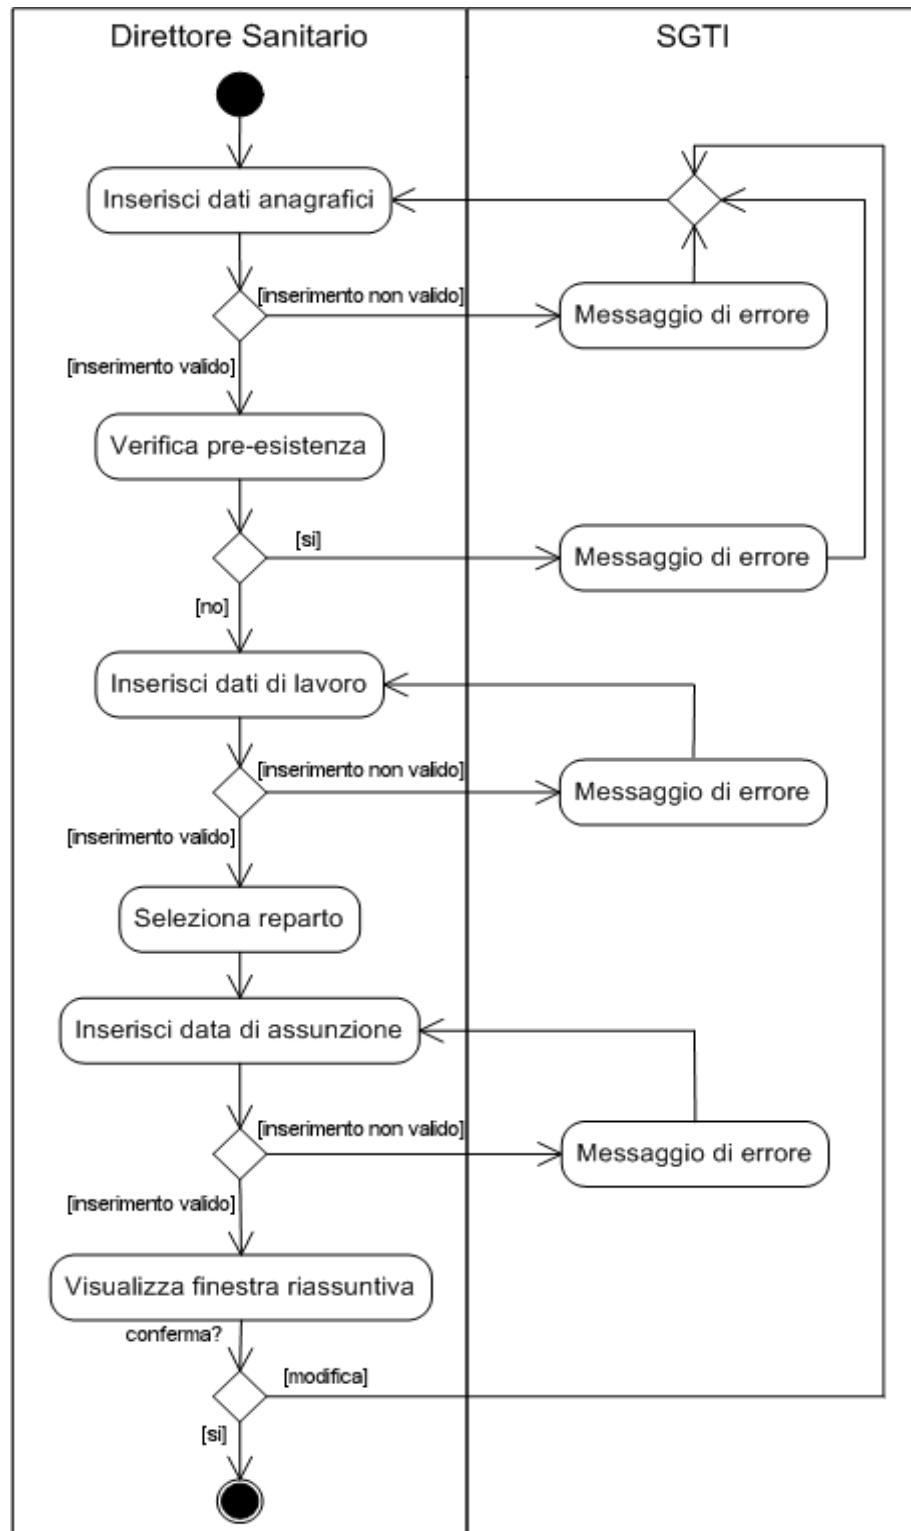 Direttore Sanitario
SGTI
Inserisci dati anagrafici
[inserimento non valido]
Messaggio di errore
[inserimento valido]
Verifica pre-esistenza
[si]
Messaggio di errore
[no]
Inserisci dati di lavoro
[inserimento non valido]
Messaggio di errore
[inserimento valido]
Seleziona reparto
Inserisci data di assunzione
[inserimento non valido]
Messaggio di errore
[inserimento valido]
Visualizza finestra riassuntiva
conferma?
[modifica]
[si]